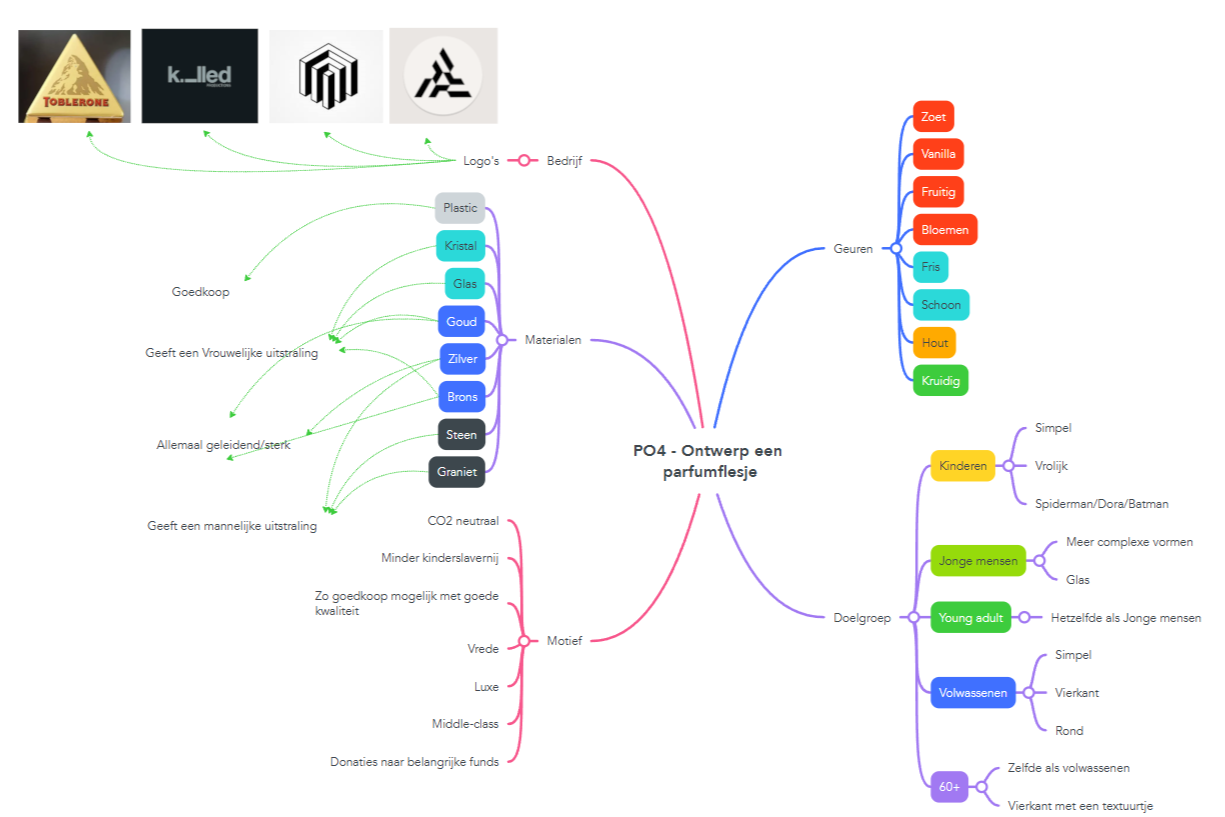 TOBLERONE
k._lled
PRODUCTIONS
Logo's
Bedrijf
Plastic
Kristal
Glas
Goud
Zilver
Brons
Steen
Graniet
Materialen
Goedkoop
Geeft een Vrouwelijke uitstraling
Allemaal geleidend/sterk
Geeft een mannelijke uitstraling
CO2 neutraal
Minder kinderslavernij
Zo goedkoop mogelijk met goede
kwaliteit
Vrede
Luxe
Middle-class
Donaties naar belangrijke funds
Motief
PO4 - Ontwerp een
parfumflesje
Geuren
Zoet
Vanilla
Fruitig
Bloemen
Fris
Schoon
Hout
Kruidig
Doelgroep
Kinderen
Simpel
Vrolijk
Spiderman/Dora/Batman
Jonge mensen
Meer complexe vormen
Glas
Young adult
Hetzelfde als Jonge mensen
Volwassenen
Simpel
Vierkant
Rond
60+
Zelfde als volwassenen
Vierkant met een textuurtje